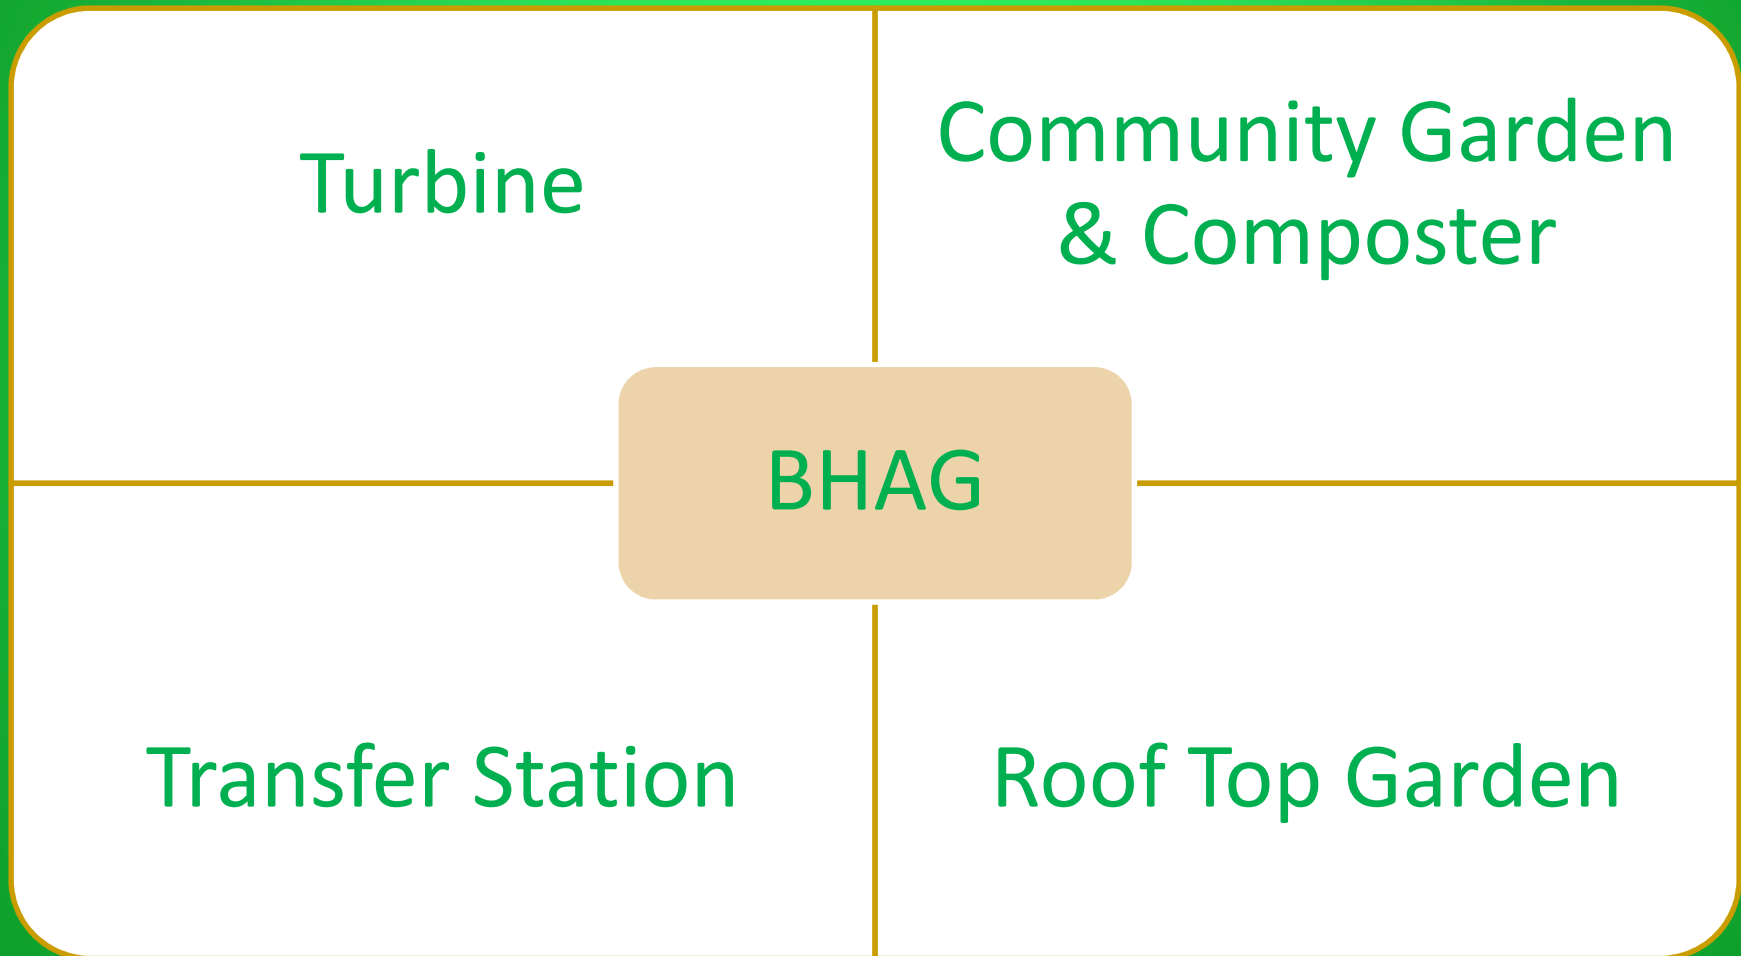 Turbine
Community Garden
& Composter
BHAG
Transfer Station
Roof Top Garden